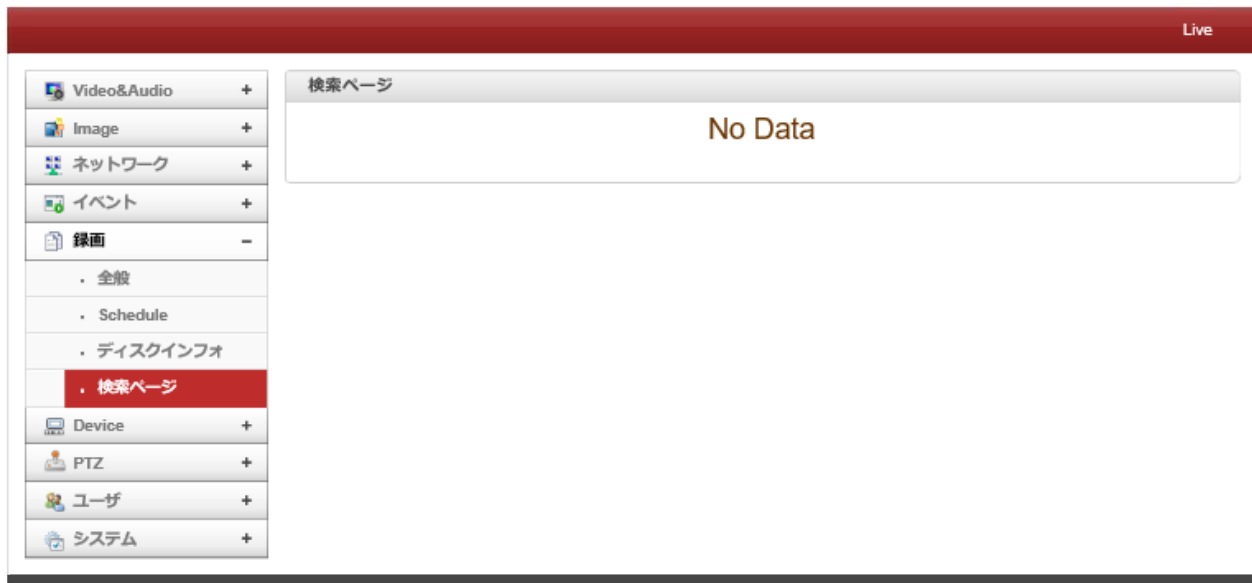 Live
Video&Audio +
Image +
ネットワーク +
イベント +
録画 -
・ 全般
・ Schedule
・ ディスクインフォ
・ 検索ページ
Device +
PTZ +
ユーザ +
システム +
検索ページ
No Data